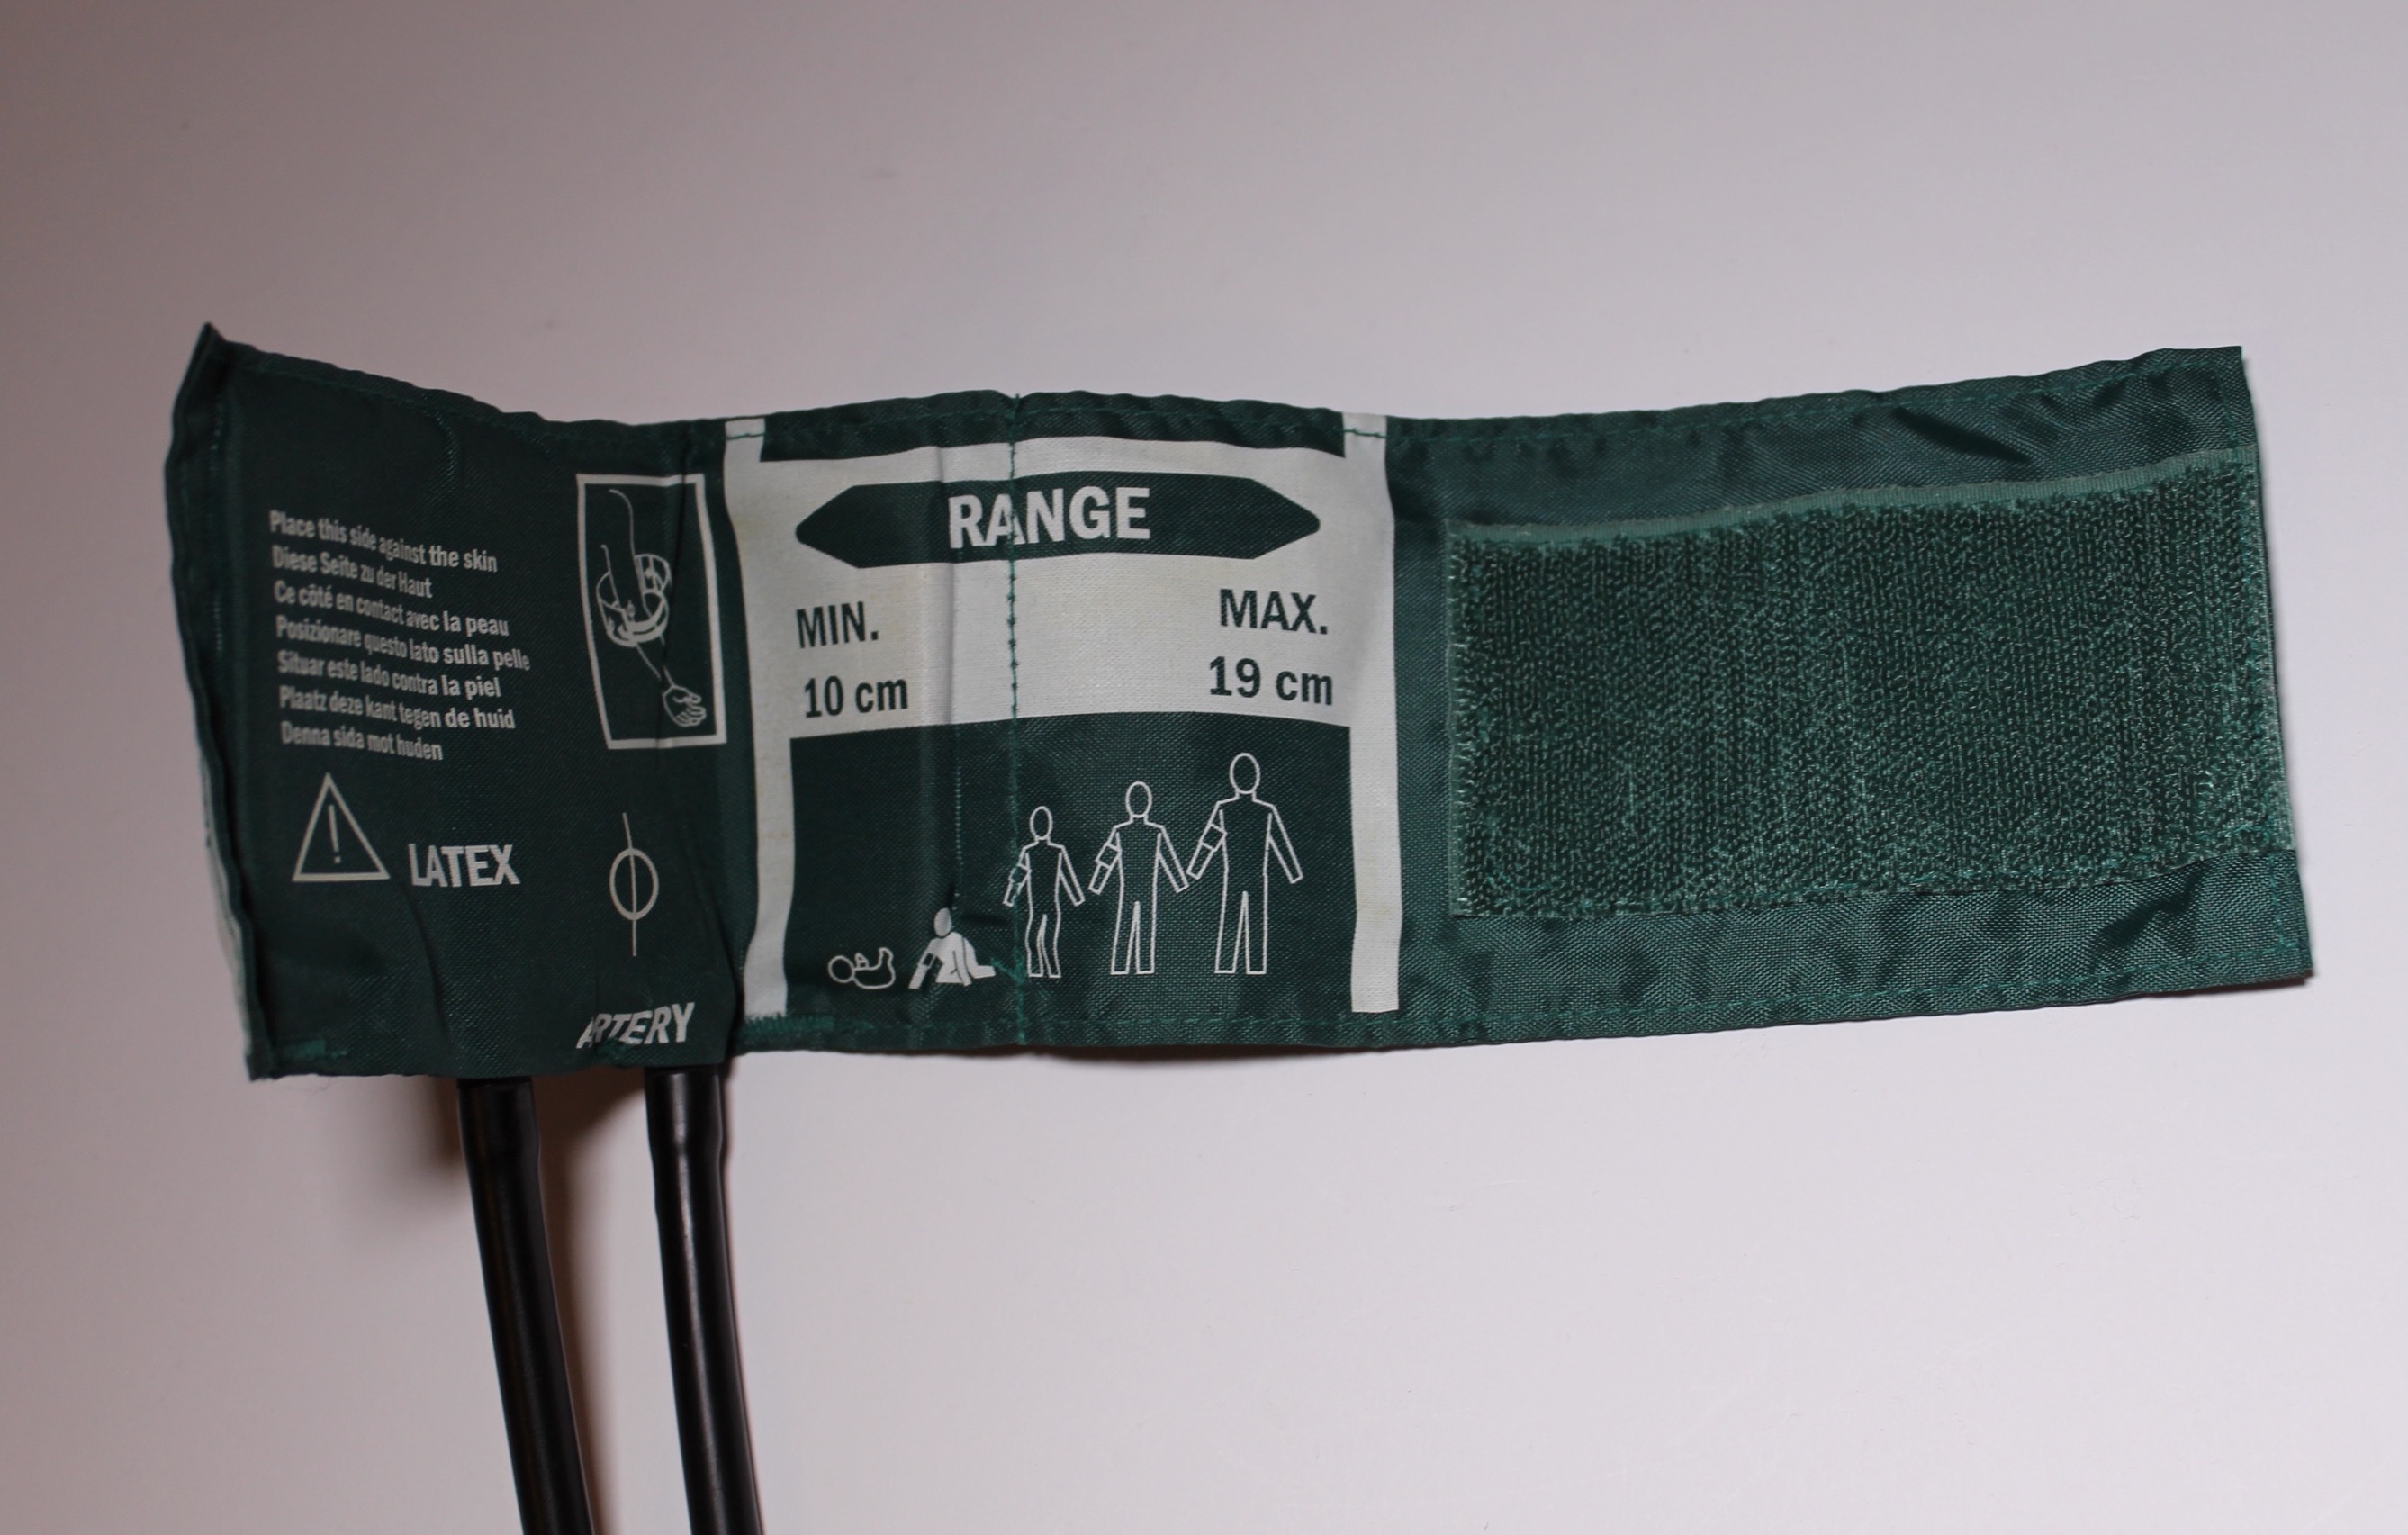 Place this side against the skin
Diese Seite zu der Haut
Ce côté en contact avec la peau
Posizionare questo lato sulla pelle
Situar este lado contra la piel
Plaatz deze kant tegen de huid
Denna sida mot huden
! LATEX
ARTERY
RANGE
MIN. MAX.
10 cm 19 cm